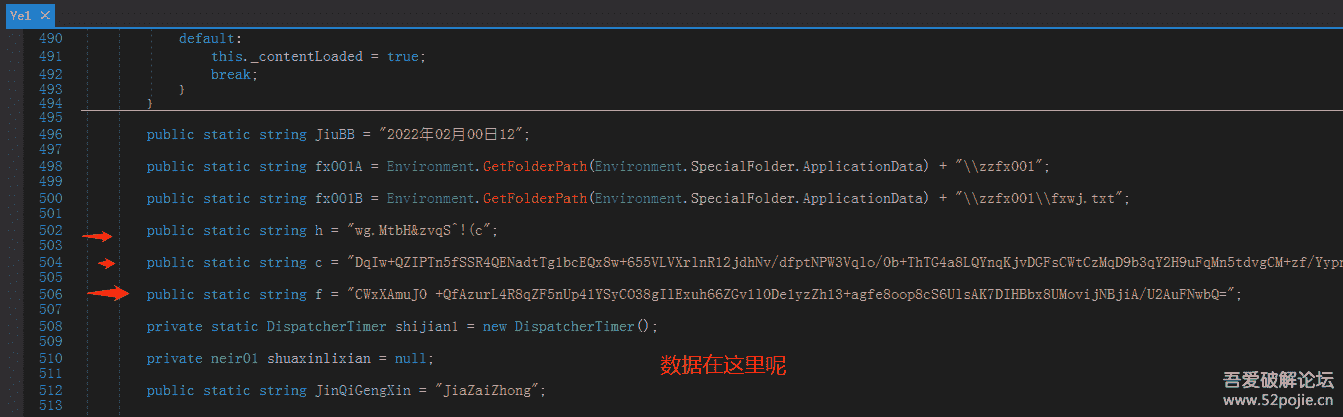 Ye1 ×
490 default:
491 this._contentLoaded = true;
492 break;
493 }
494 }
495
496 public static string JiuBB = "2022年02月00日12";
497
498 public static string fx001A = Environment.GetFolderPath(Environment.SpecialFolder.ApplicationData) + "\\zzfx001";
499
500 public static string fx001B = Environment.GetFolderPath(Environment.SpecialFolder.ApplicationData) + "\\zzfx001\\fxwj.txt";
501
502 public static string h = "wg.MtbH&zvqS^!(c";
503
504 public static string c = "DqIw+QZIPTn5fSSR4QENadtTg1bcEQx8w+655VLVXrlnR12jdhNv/dfptNPW3Vqlo/0b+ThTG4a8LQYnqKjvDGFsCWtCzMqD9b3qY2H9uFqMn5tdvgCM+zf/Yypr
505
506 public static string f = "CWxXAmuJ0 +QfAzurL4R8qZF5nUp41YSyCO38gIlExuh66ZGv1lODelyzZh13+agfe8oop8cS6UlsAK7DIHBbx8UMovijNBjiA/U2AuFNwbQ=";
507
508 private static DispatcherTimer shijian1 = new DispatcherTimer();
509
510 private neir01 shuaxinlixian = null;
511
数据在这里呢
512 public static string JinQiGengXin = "JiaZaiZhong";
513
吾爱破解论坛
www.52pojie.cn